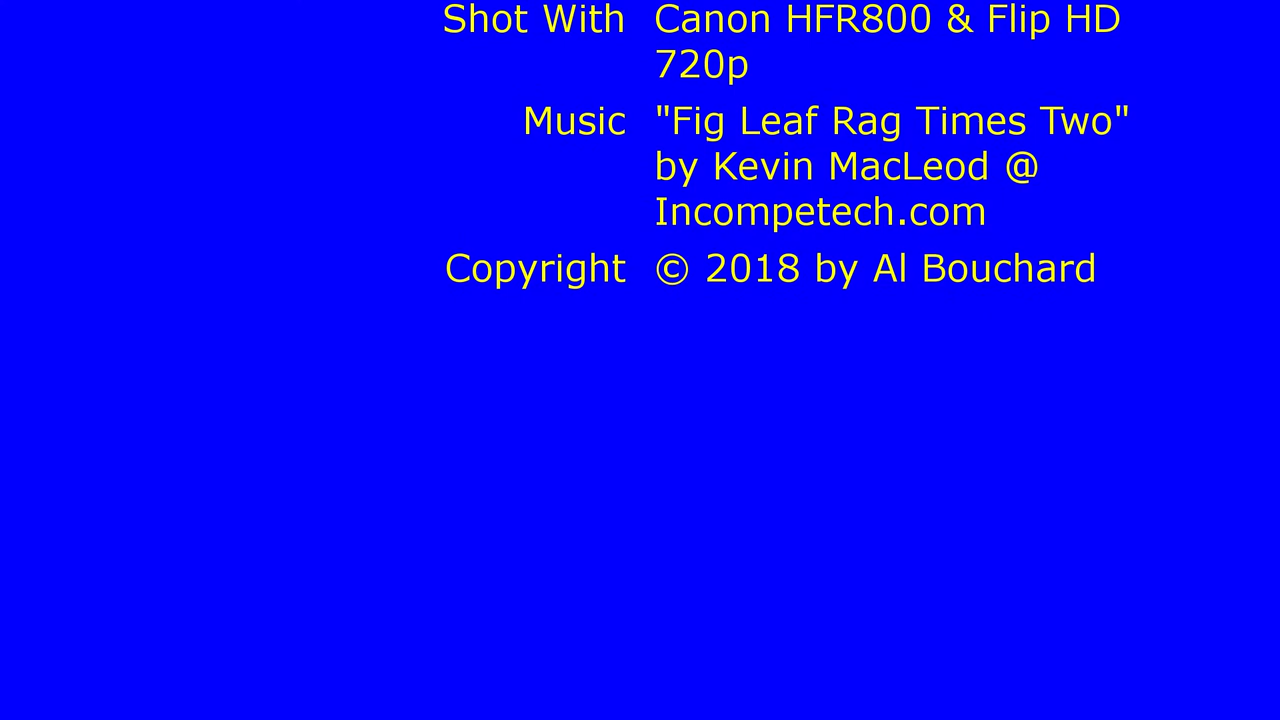 Shot With Canon HFR800 & Flip HD
720p
Music "Fig Leaf Rag Times Two"
by Kevin MacLeod @
Incompetech.com
Copyright © 2018 by Al Bouchard